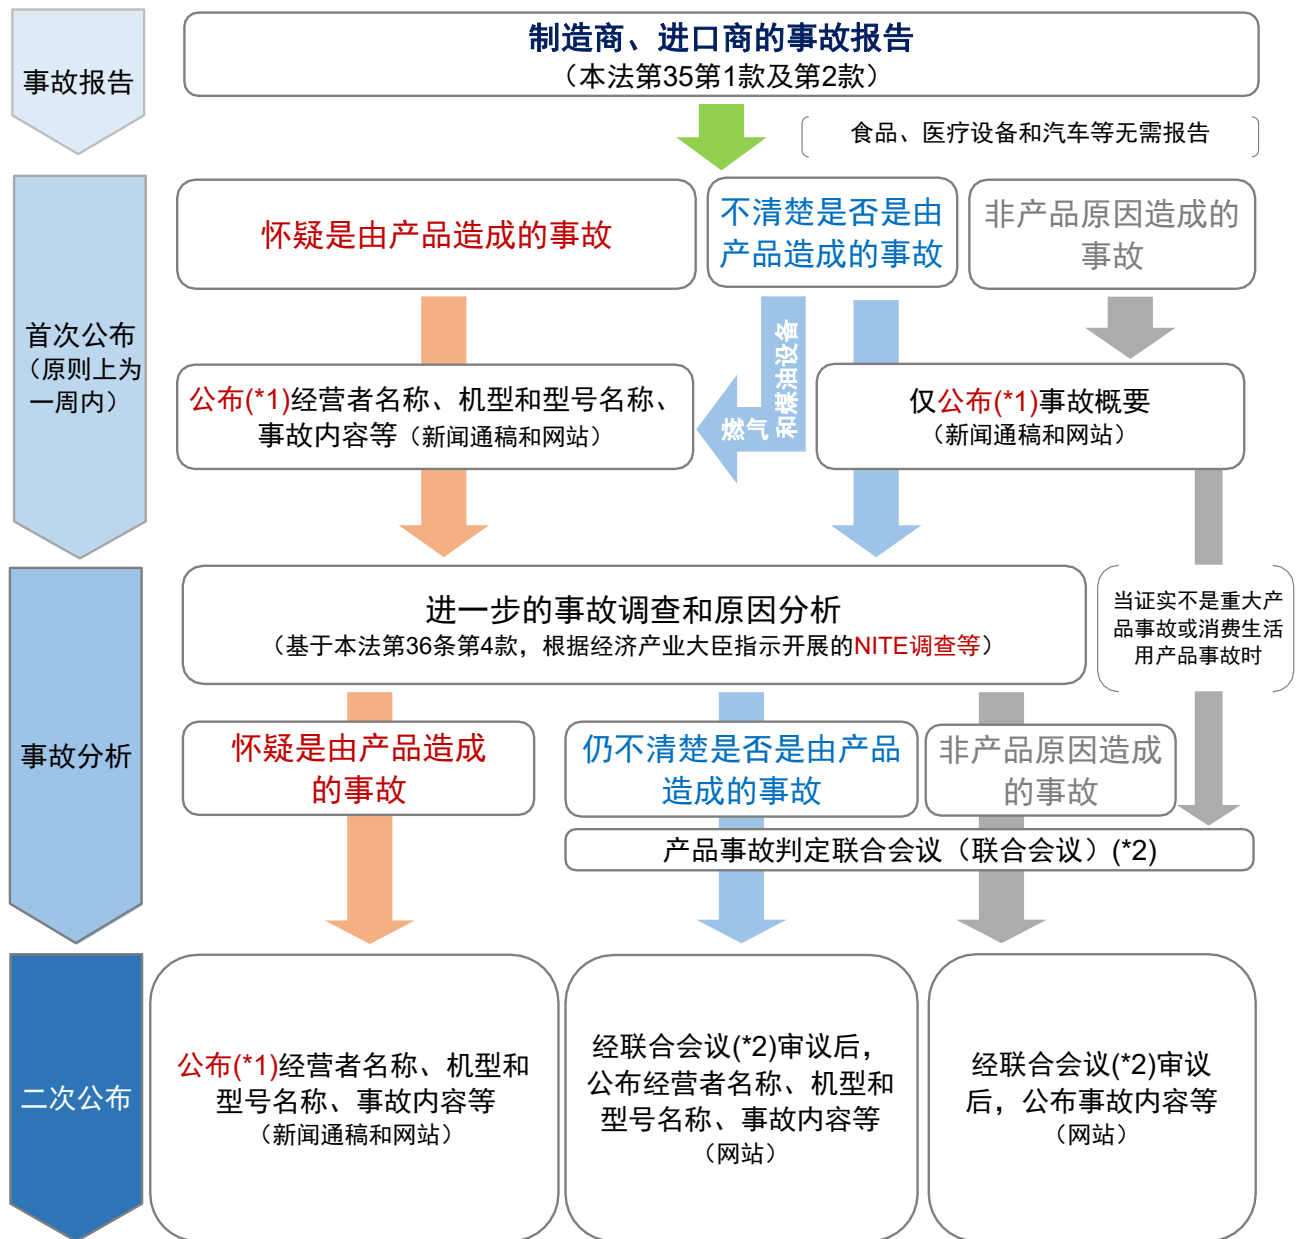 事故报告
制造商、进口商的事故报告
（本法第35第1款及第2款）
食品、医疗设备和汽车等无需报告
首次公布
（原则上为
一周内）
怀疑是由产品造成的事故
不清楚是否是由
产品造成的事故
非产品原因造成的
事故
燃气
和煤油设备
公布(*1)经营者名称、机型和型号名称、
事故内容等（新闻通稿和网站）
仅公布(*1)事故概要
（新闻通稿和网站）
事故分析
进一步的事故调查和原因分析
（基于本法第36条第4款，根据经济产业大臣指示开展的NITE调查等）
当证实不是重大产
品事故或消费生活
用产品事故时
怀疑是由产品造成
的事故
仍不清楚是否是由产品
造成的事故
非产品原因造成
的事故
产品事故判定联合会议（联合会议）(*2)
二次公布
公布(*1)经营者名称、机型和
型号名称、事故内容等
（新闻通稿和网站）
经联合会议(*2)审议后，
公布经营者名称、机型和
型号名称、事故内容等
（网站）
经联合会议(*2)审议
后，公布事故内容等
（网站）